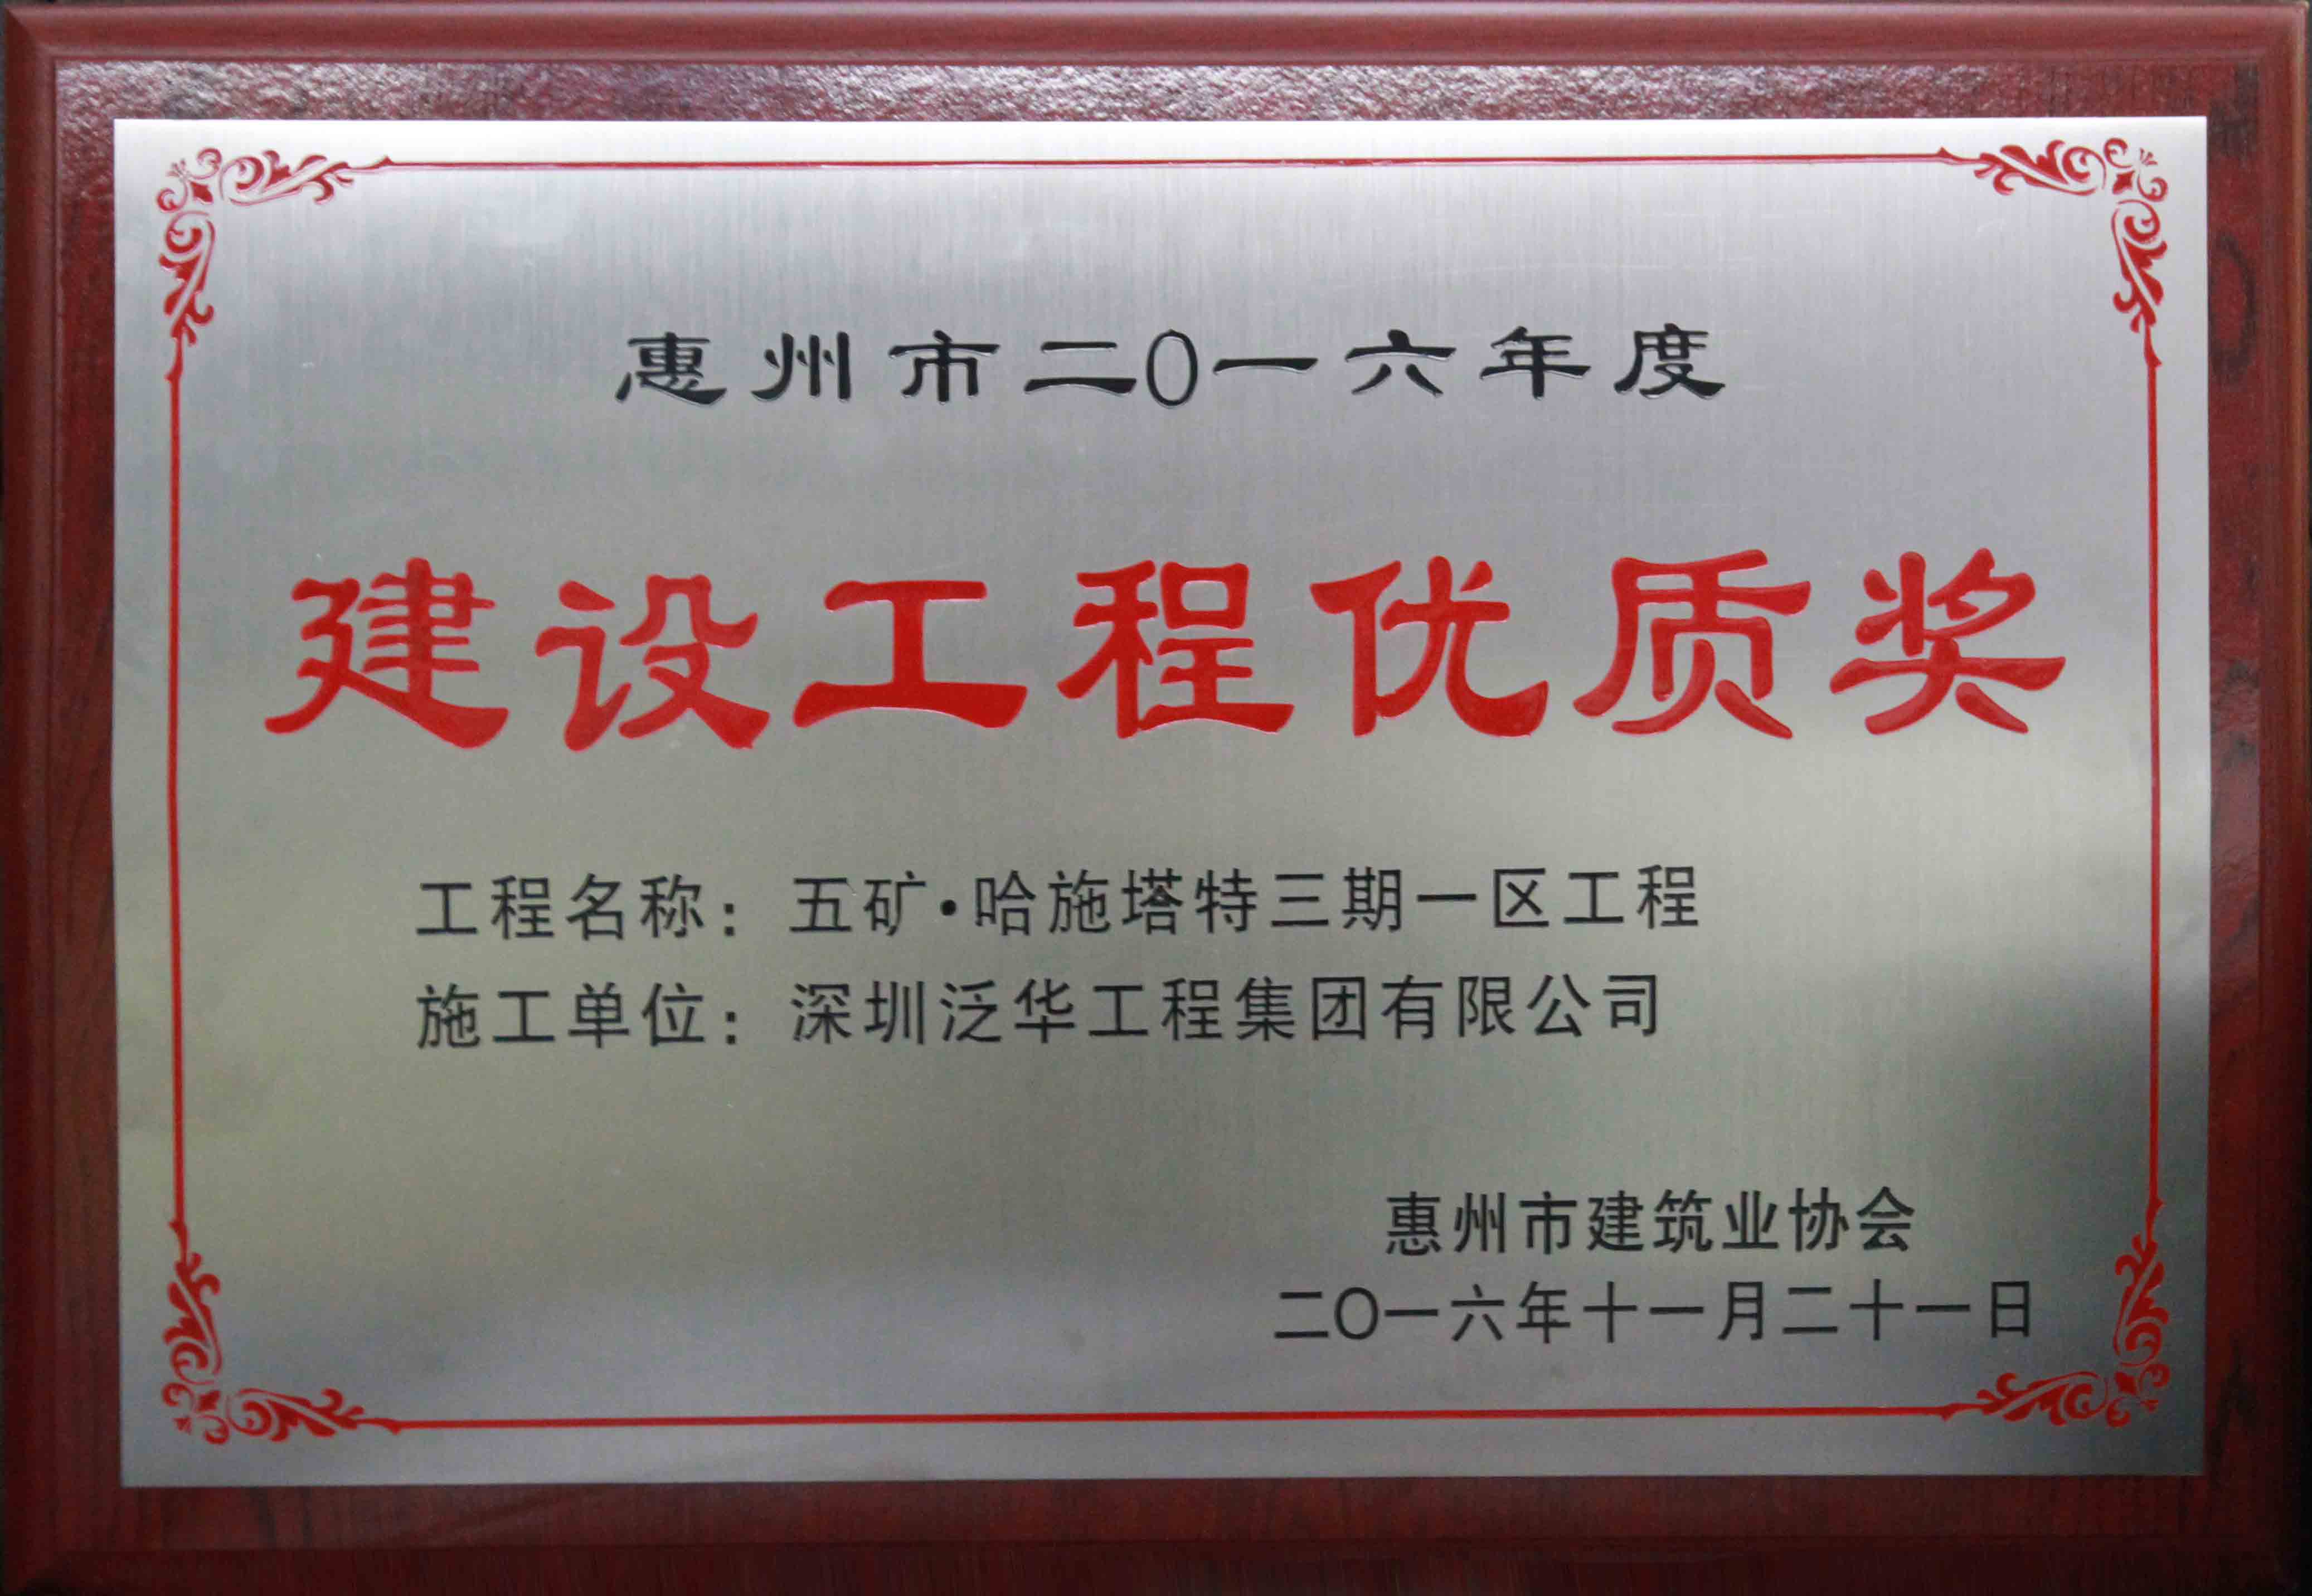 惠州市二〇一六年度
建设工程优质奖
工程名称：五矿·哈施塔特三期一区工程
施工单位：深圳泛华工程集团有限公司
惠州市建筑业协会
二〇一六年十一月二十一日